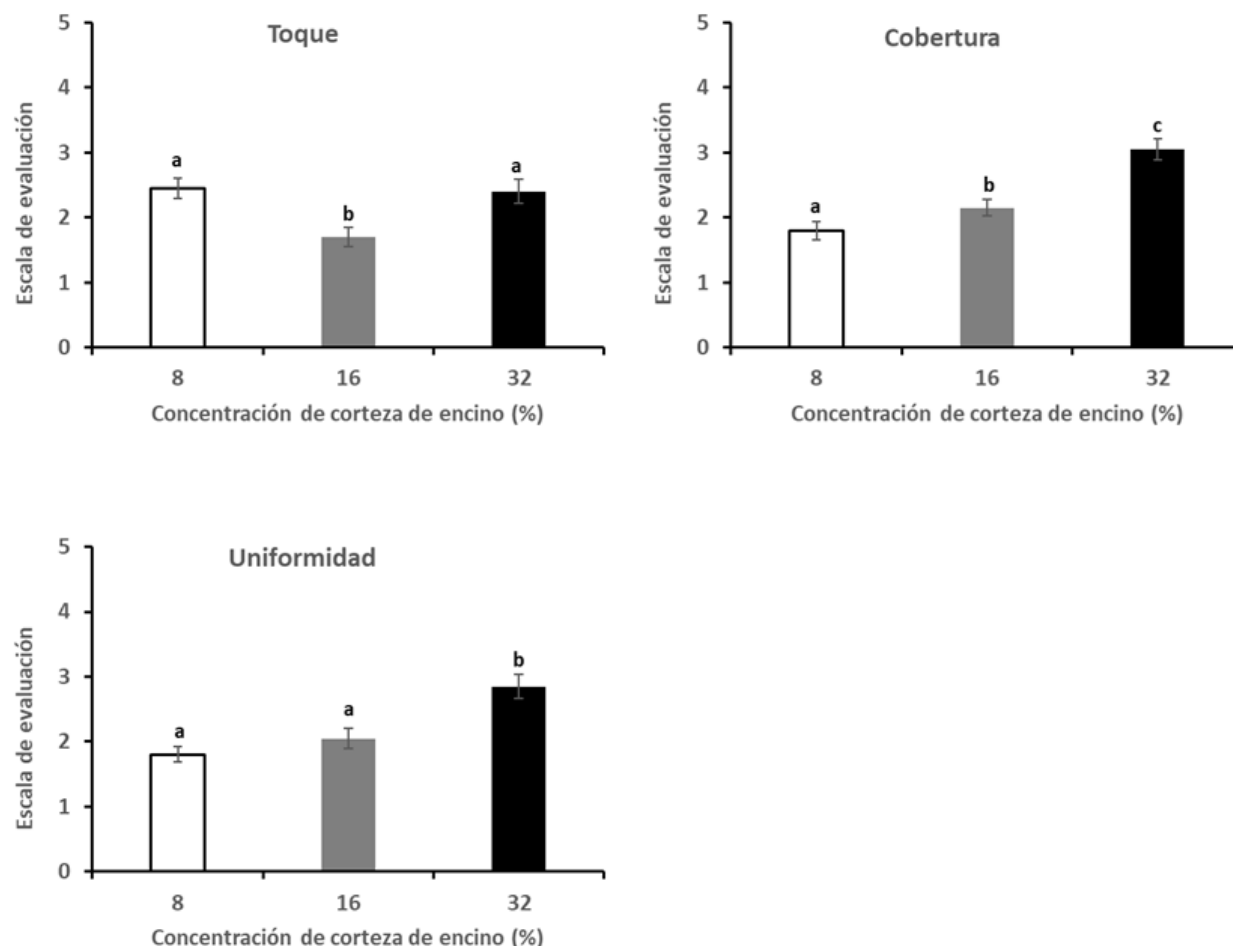 Toque
Escala de evaluación
5
4
3
2
1
0
a
b
a
8
16
32
Concentración de corteza de encino (%)
Cobertura
Escala de evaluación
5
4
3
2
1
0
a
b
c
8
16
32
Concentración de corteza de encino (%)
Uniformidad
Escala de evaluación
5
4
3
2
1
0
a
a
b
8
16
32
Concentración de corteza de encino (%)